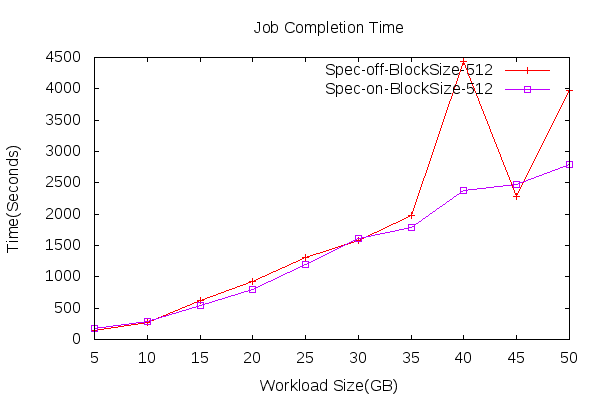 Job Completion Time
4500
4000
3500
3000
2500
2000
1500
1000
500
0
Time(Seconds)
Spec-off-BlockSize-512
Spec-on-BlockSize-512
5 10 15 20 25 30 35 40 45 50
Workload Size(GB)